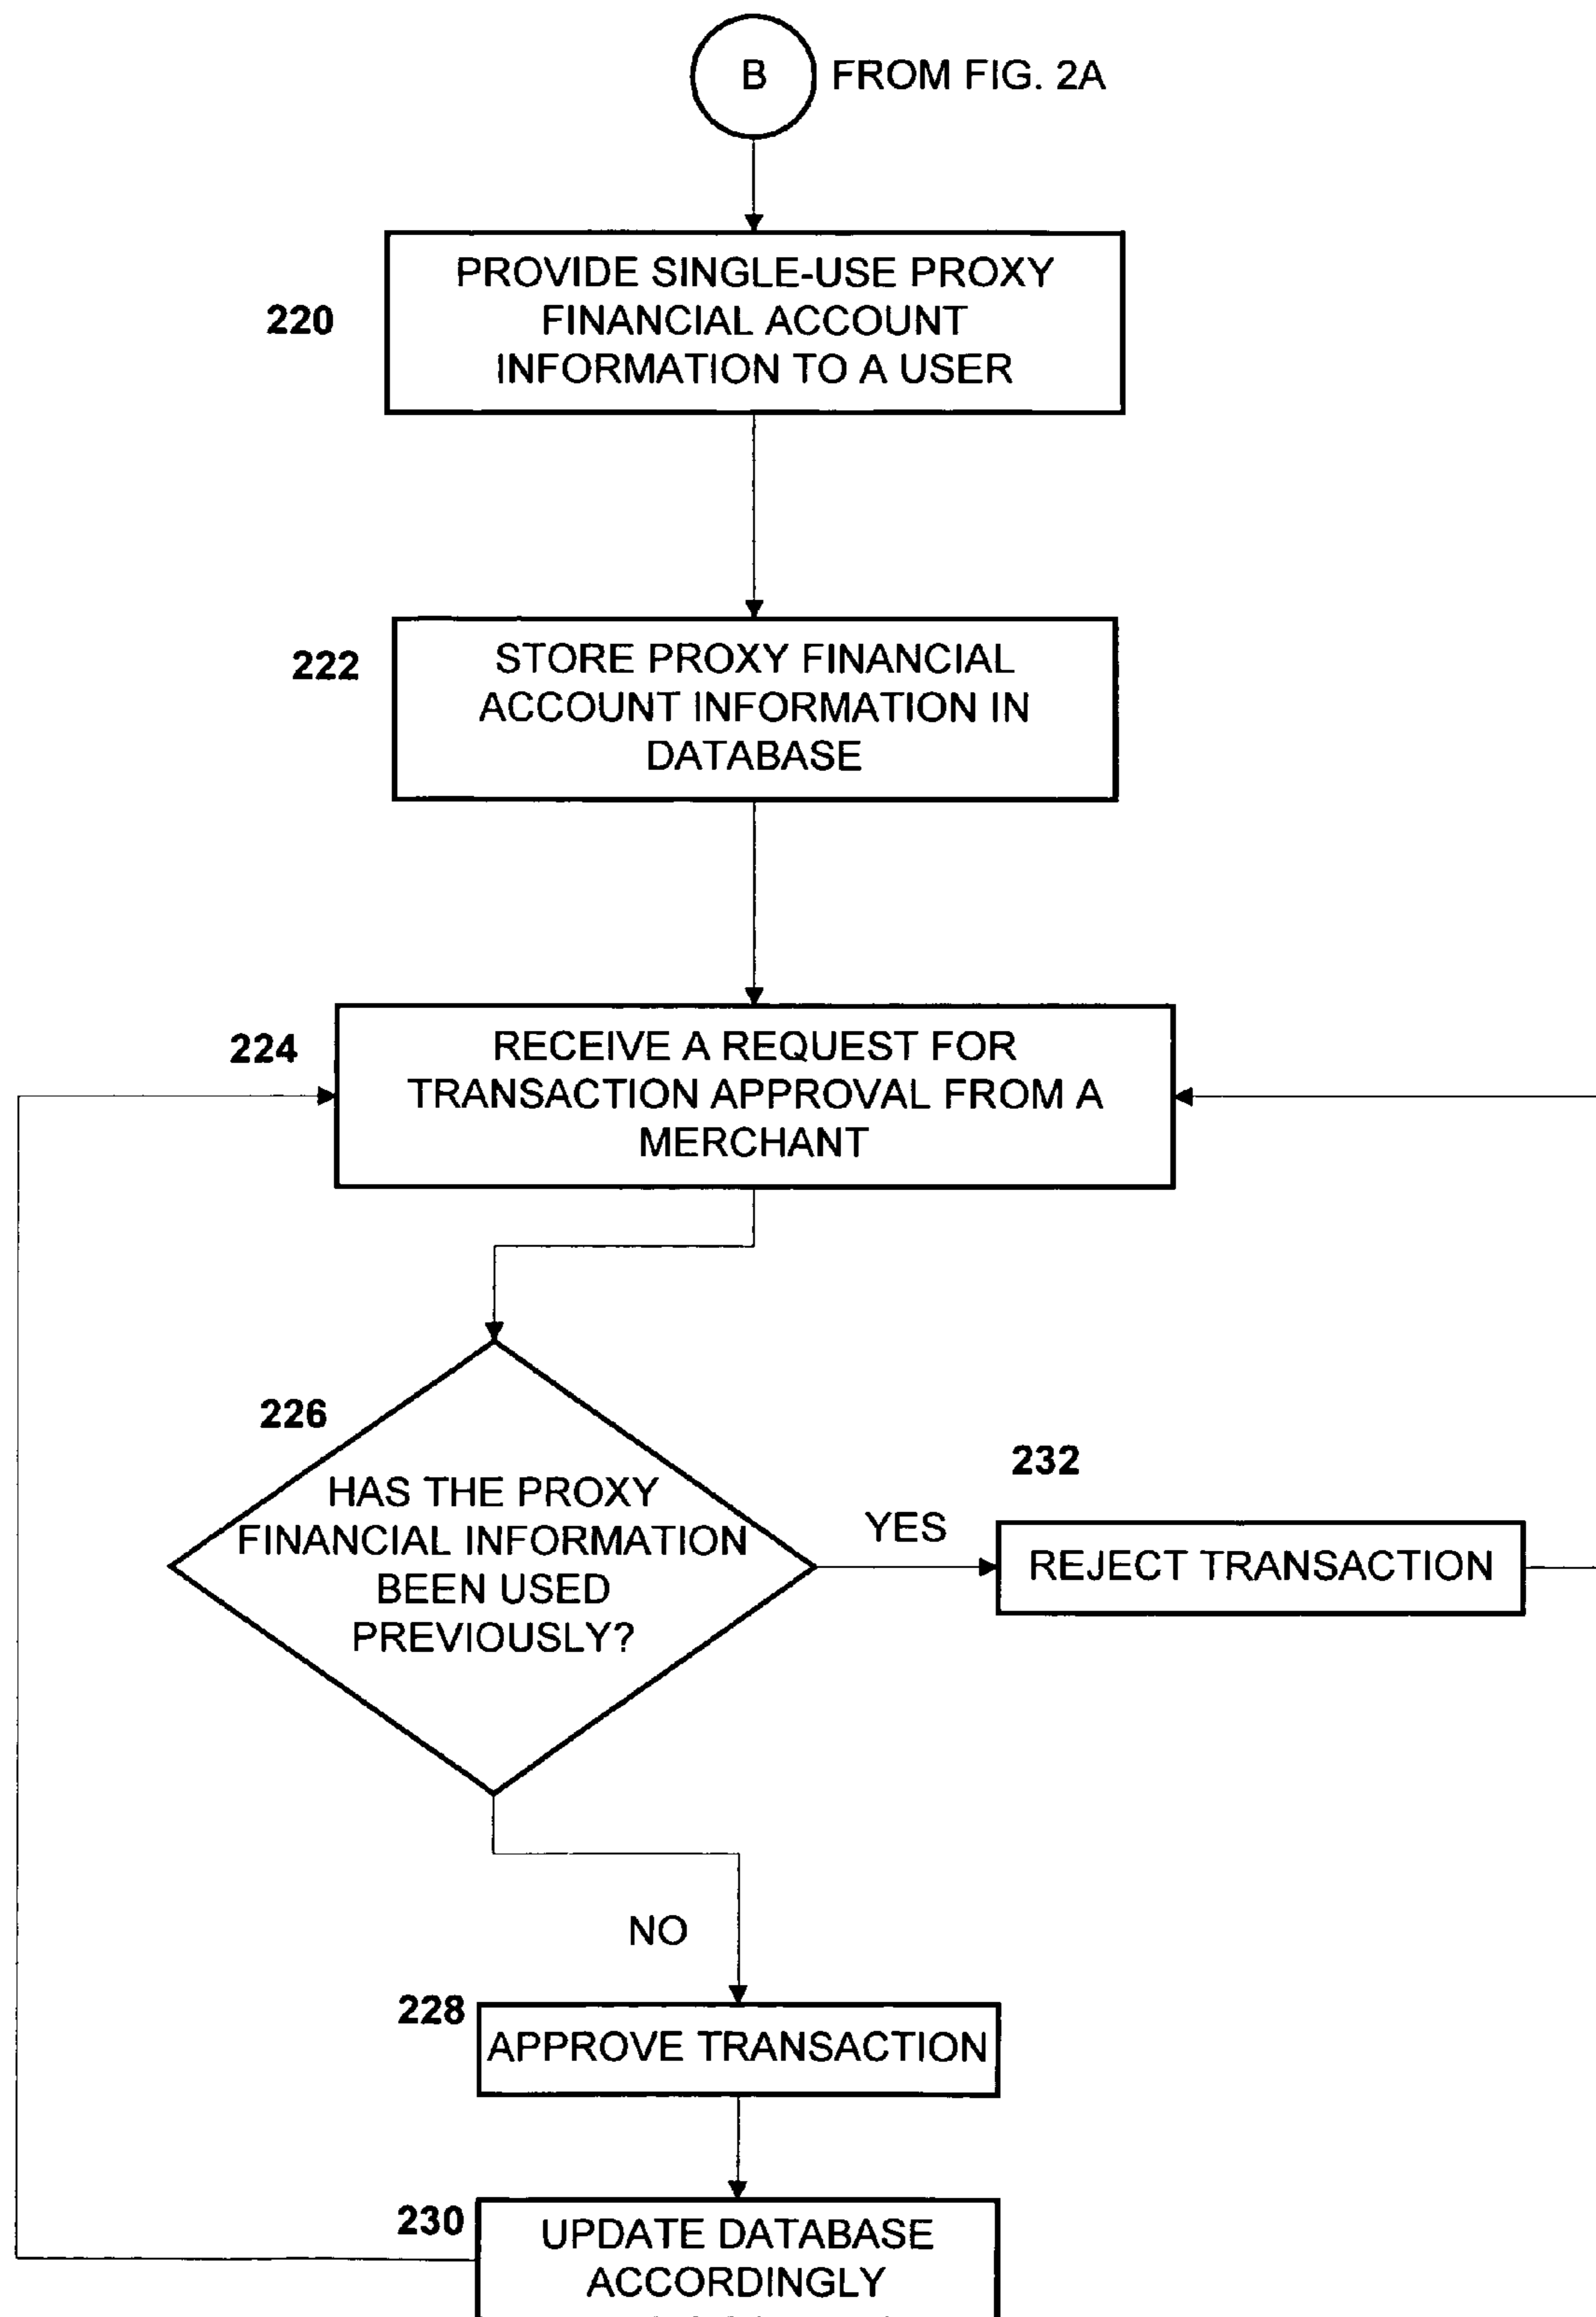 B FROM FIG. 2A
220
PROVIDE SINGLE-USE PROXY
FINANCIAL ACCOUNT
INFORMATION TO A USER
222
STORE PROXY FINANCIAL
ACCOUNT INFORMATION IN
DATABASE
224
RECEIVE A REQUEST FOR
TRANSACTION APPROVAL FROM A
MERCHANT
226
HAS THE PROXY
FINANCIAL INFORMATION
BEEN USED
PREVIOUSLY?
YES
232
REJECT TRANSACTION
NO
228
APPROVE TRANSACTION
230
UPDATE DATABASE
ACCORDINGLY